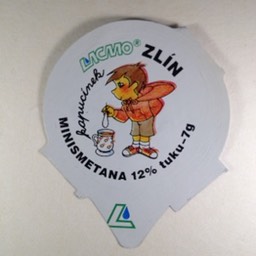 LACMO® ZLÍN
kapucínek
MINISMETANA 12% tuku-7g